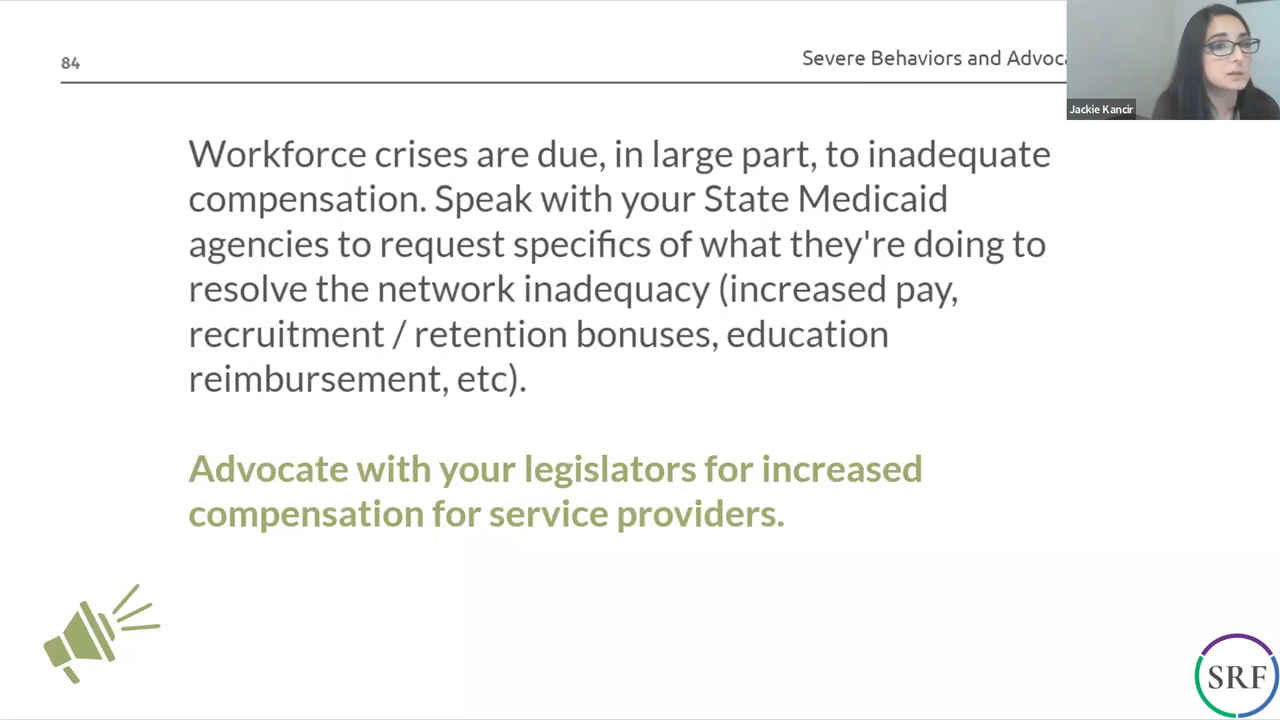 84
Severe Behaviors and Advoca
Jackie Kancir
Workforce crises are due, in large part, to inadequate
compensation. Speak with your State Medicaid
agencies to request specifics of what they're doing to
resolve the network inadequacy (increased pay,
recruitment / retention bonuses, education
reimbursement, etc).
Advocate with your legislators for increased
compensation for service providers.
SRF